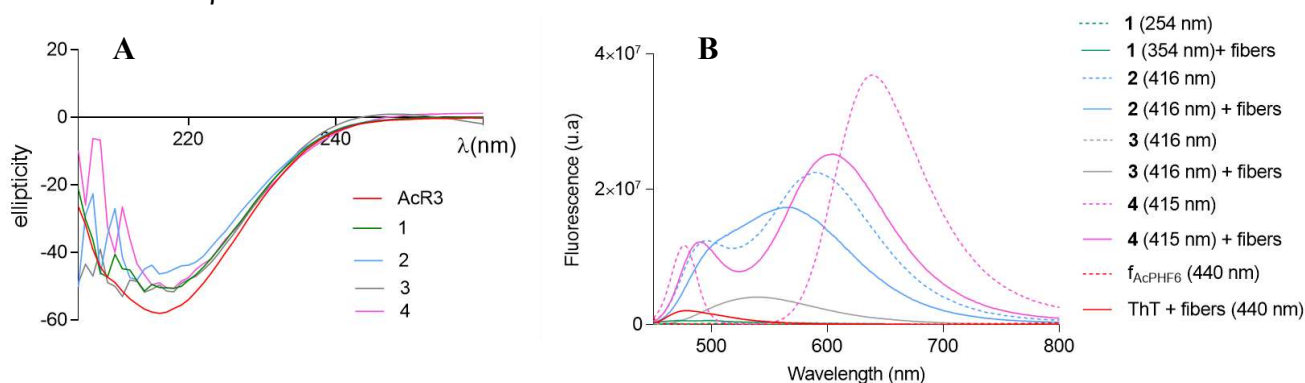 A
20
0
-20
-40
-60
220
240
λ(nm)
ellipticity
AcR3
1
2
3
4
B
4×10⁷
2×10⁷
0
Fluorescence (u.a)
500
600
700
800
Wavelength (nm)
1 (254 nm)
1 (354 nm)+ fibers
2 (416 nm)
2 (416 nm) + fibers
3 (416 nm)
3 (416 nm) + fibers
4 (415 nm)
4 (415 nm) + fibers
fAcPHF6 (440 nm)
ThT + fibers (440 nm)